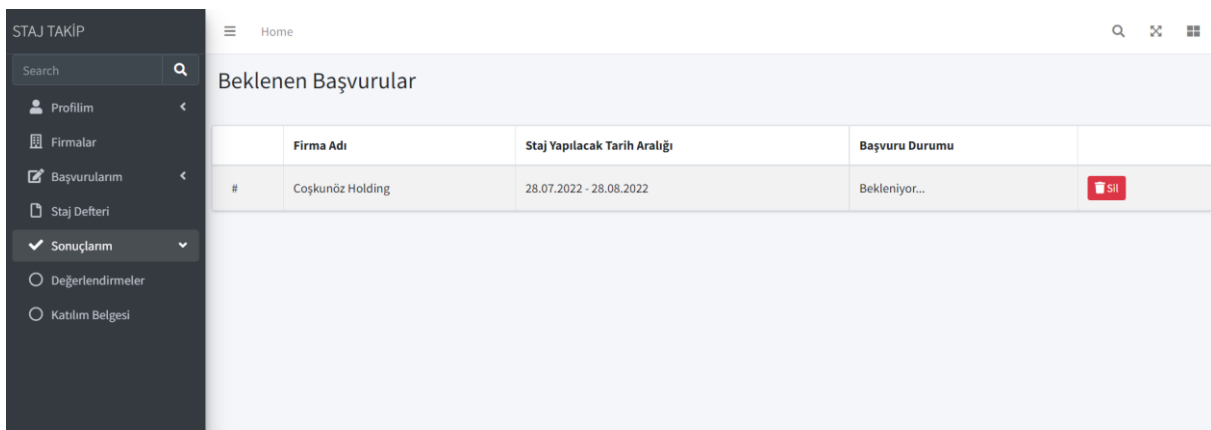 STAJ TAKİP
Home
Search
Profilim
Firmalar
Başvurularım
Staj Defteri
Sonuçlarım
Değerlendirmeler
Katılım Belgesi
Beklenen Başvurular
Firma Adı Staj Yapılacak Tarih Aralığı Başvuru Durumu
# Coşkunöz Holding 28.07.2022 - 28.08.2022 Bekleniyor... Sil